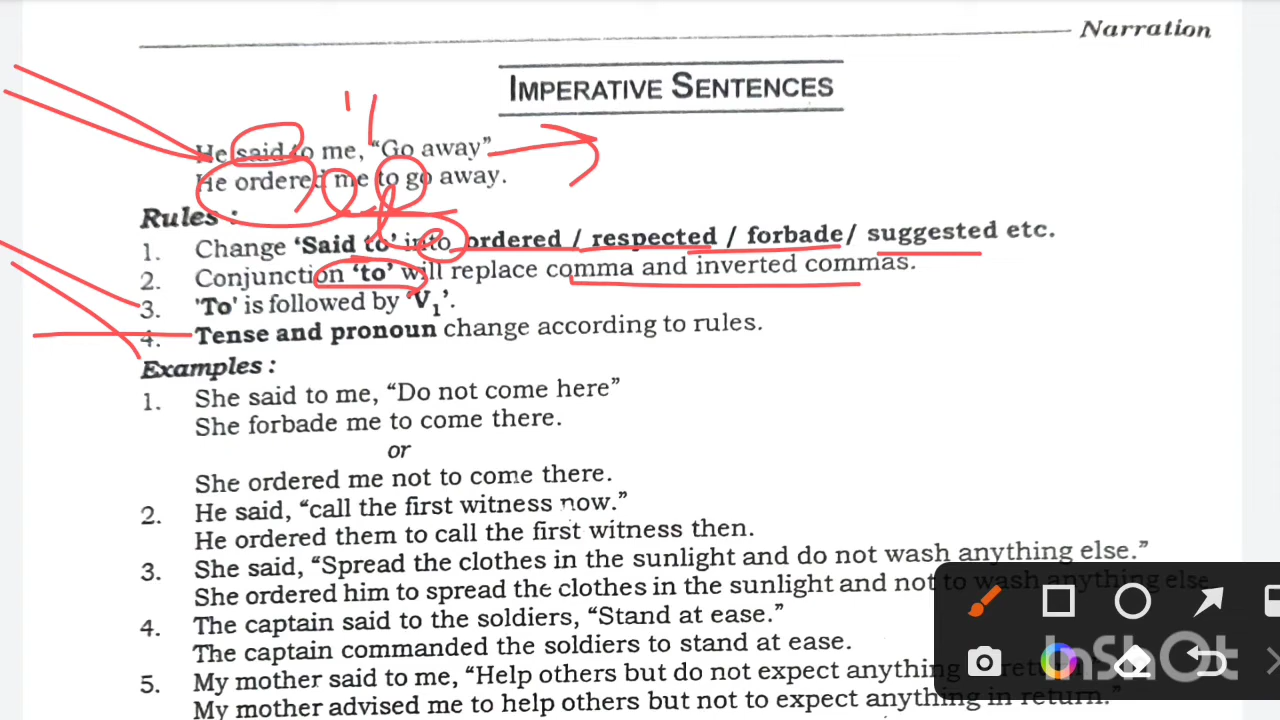 Narration
IMPERATIVE SENTENCES
He said to me, “Go away”
He ordered me to go away.
Rules :
1. Change ‘Said to’ into ordered / respected / forbade/ suggested etc.
2. Conjunction ‘to’ will replace comma and inverted commas.
3. 'To' is followed by ‘V1’.
4. Tense and pronoun change according to rules.
Examples :
1. She said to me, “Do not come here”
She forbade me to come there.
or
She ordered me not to come there.
2. He said, “call the first witness now.”
He ordered them to call the first witness then.
3. She said, “Spread the clothes in the sunlight and do not wash anything else.”
She ordered him to spread the clothes in the sunlight and not to wash anything else
4. The captain said to the soldiers, “Stand at ease.”
The captain commanded the soldiers to stand at ease.
5. My mother said to me, “Help others but do not expect anything in return
My mother advised me to help others but not to expect anything in return.”
InShOt